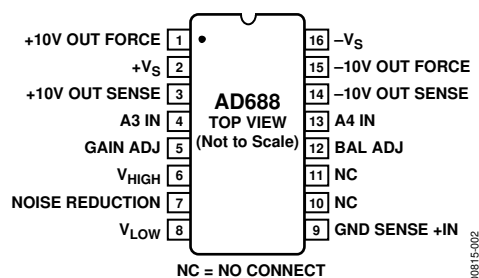 +10V OUT FORCE 1
+VS 2
+10V OUT SENSE 3
A3 IN 4
GAIN ADJ 5
VHIGH 6
NOISE REDUCTION 7
VLOW 8
AD688
TOP VIEW
(Not to Scale)
16 –VS
15 –10V OUT FORCE
14 –10V OUT SENSE
13 A4 IN
12 BAL ADJ
11 NC
10 NC
9 GND SENSE +IN
NC = NO CONNECT
00815-002